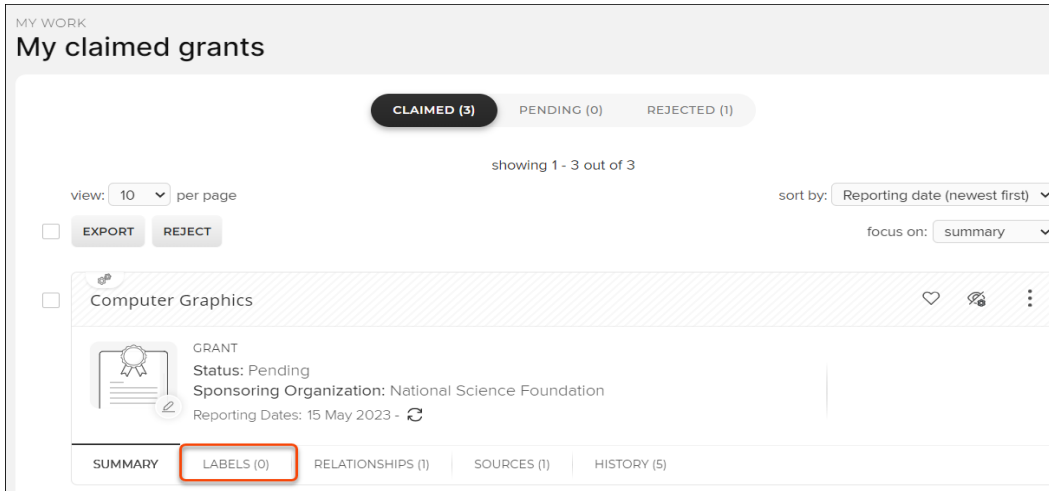 MY WORK
My claimed grants
CLAIMED (3) PENDING (0) REJECTED (1)
showing 1 - 3 out of 3
view: 10 per page sort by: Reporting date (newest first)
EXPORT REJECT focus on: summary
Computer Graphics
GRANT
Status: Pending
Sponsoring Organization: National Science Foundation
Reporting Dates: 15 May 2023 -
SUMMARY LABELS (0) RELATIONSHIPS (1) SOURCES (1) HISTORY (5)